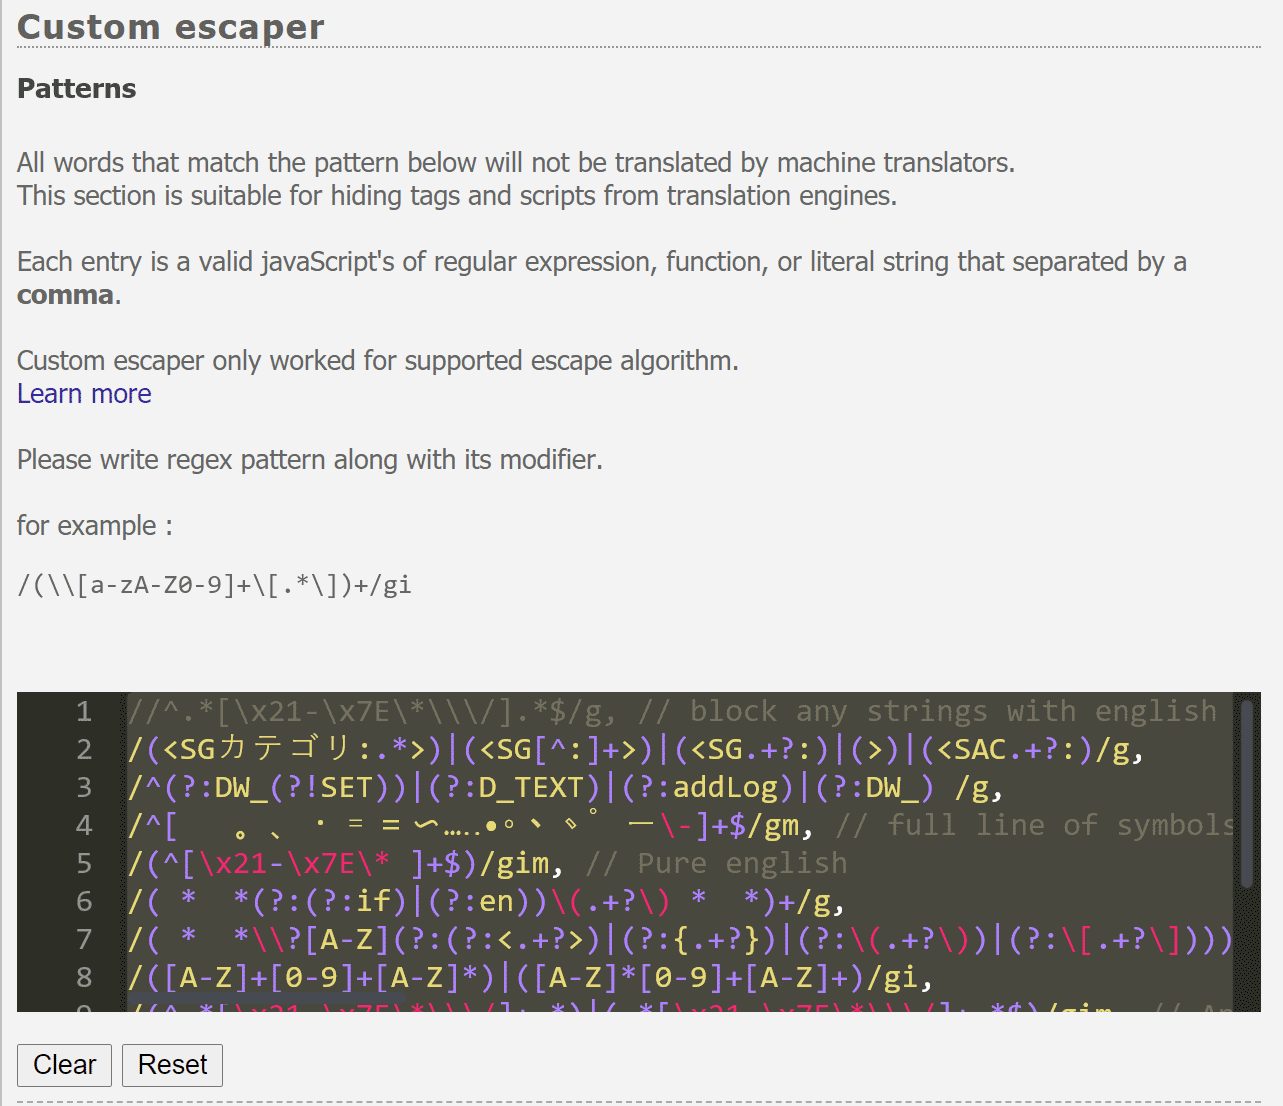 Custom escaper
Patterns
All words that match the pattern below will not be translated by machine translators.
This section is suitable for hiding tags and scripts from translation engines.
Each entry is a valid javaScript's of regular expression, function, or literal string that separated by a
comma.
Custom escaper only worked for supported escape algorithm.
Learn more
Please write regex pattern along with its modifier.
for example :
/(\\[a-zA-Z0-9]+\[.*\])+/gi
1 //^.*[\x21-\x7E\*\\\/].*$/g, // block any strings with english
2 /(<SGカテゴリ:.*>)|(<SG[^:]+>)|(<SG.+?:)|(>)|(<SAC.+?:)/g,
3 /^(?:DW_(?!SET))|(?:D_TEXT)|(?:addLog)|(?:DW_) /g,
4 /^[　 。、・゠=〜…‥•◦﹅﹆゜ ー\-]+$/gm, // full line of symbols
5 /(^[\x21-\x7E\* ]+$)/gim, // Pure english
6 /( *　*(?:(?:if)|(?:en))\(.+?\) *　*)+/g,
7 /( *　*\\?[A-Z](?:(?:<.+?>)|(?:{.+?})|(?:\(.+?\))|(?:\[.+?\])))
8 /([A-Z]+[0-9]+[A-Z]*)|([A-Z]*[0-9]+[A-Z]+)/gi,
Clear Reset